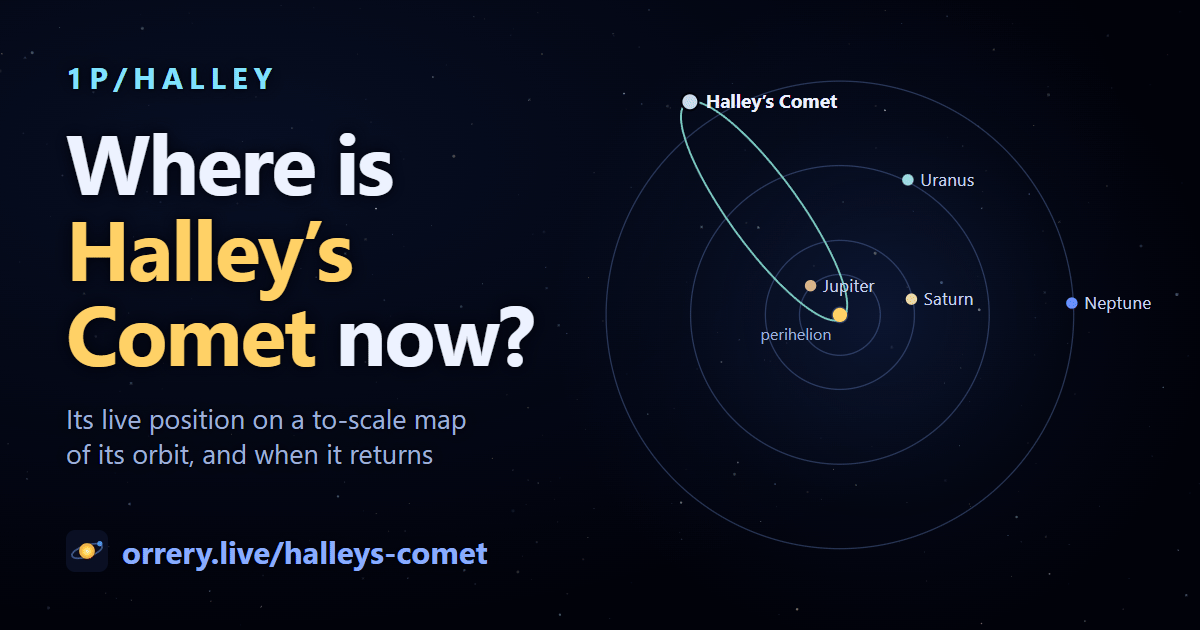 1P/HALLEY
Where is
Halley’s
Comet now?
Its live position on a to-scale map
of its orbit, and when it returns
orrery.live/halleys-comet
Halley’s Comet
Uranus
Jupiter
Saturn
Neptune
perihelion